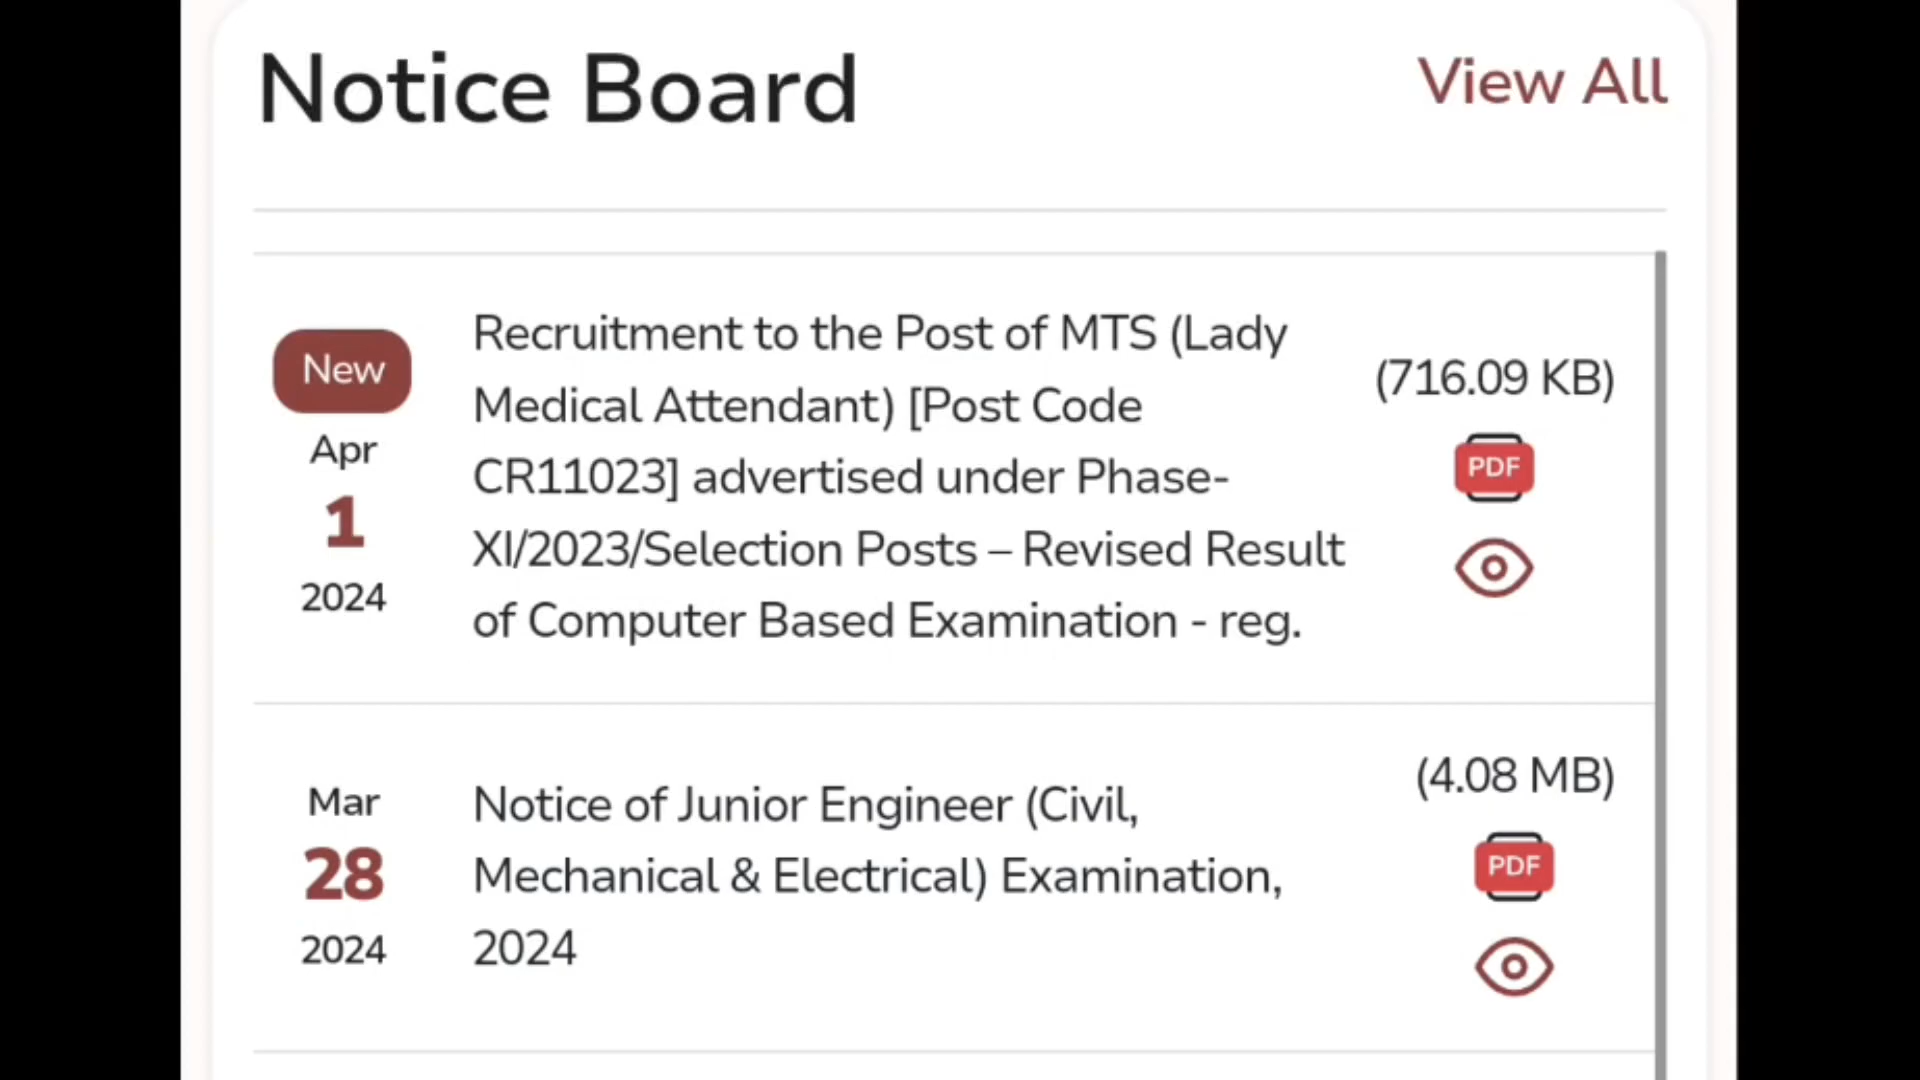 Notice Board
View All
New
Apr
1
2024
Recruitment to the Post of MTS (Lady
Medical Attendant) [Post Code
CR11023] advertised under Phase-
XI/2023/Selection Posts – Revised Result
of Computer Based Examination - reg.
(716.09 KB)
PDF
Mar
28
2024
Notice of Junior Engineer (Civil,
Mechanical & Electrical) Examination,
2024
(4.08 MB)
PDF